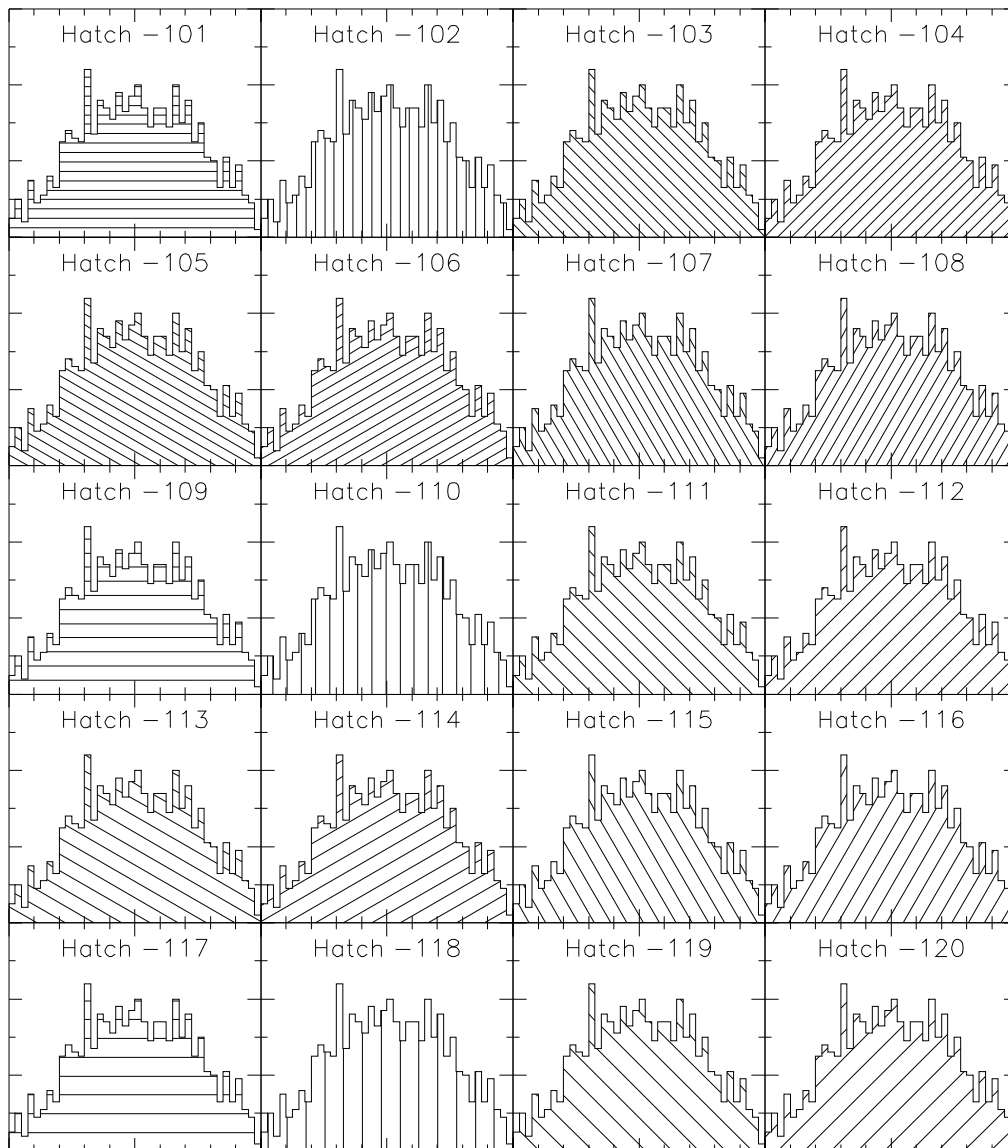 Hatch −101 Hatch −102 Hatch −103 Hatch −104
Hatch −105 Hatch −106 Hatch −107 Hatch −108
Hatch −109 Hatch −110 Hatch −111 Hatch −112
Hatch −113 Hatch −114 Hatch −115 Hatch −116
Hatch −117 Hatch −118 Hatch −119 Hatch −120